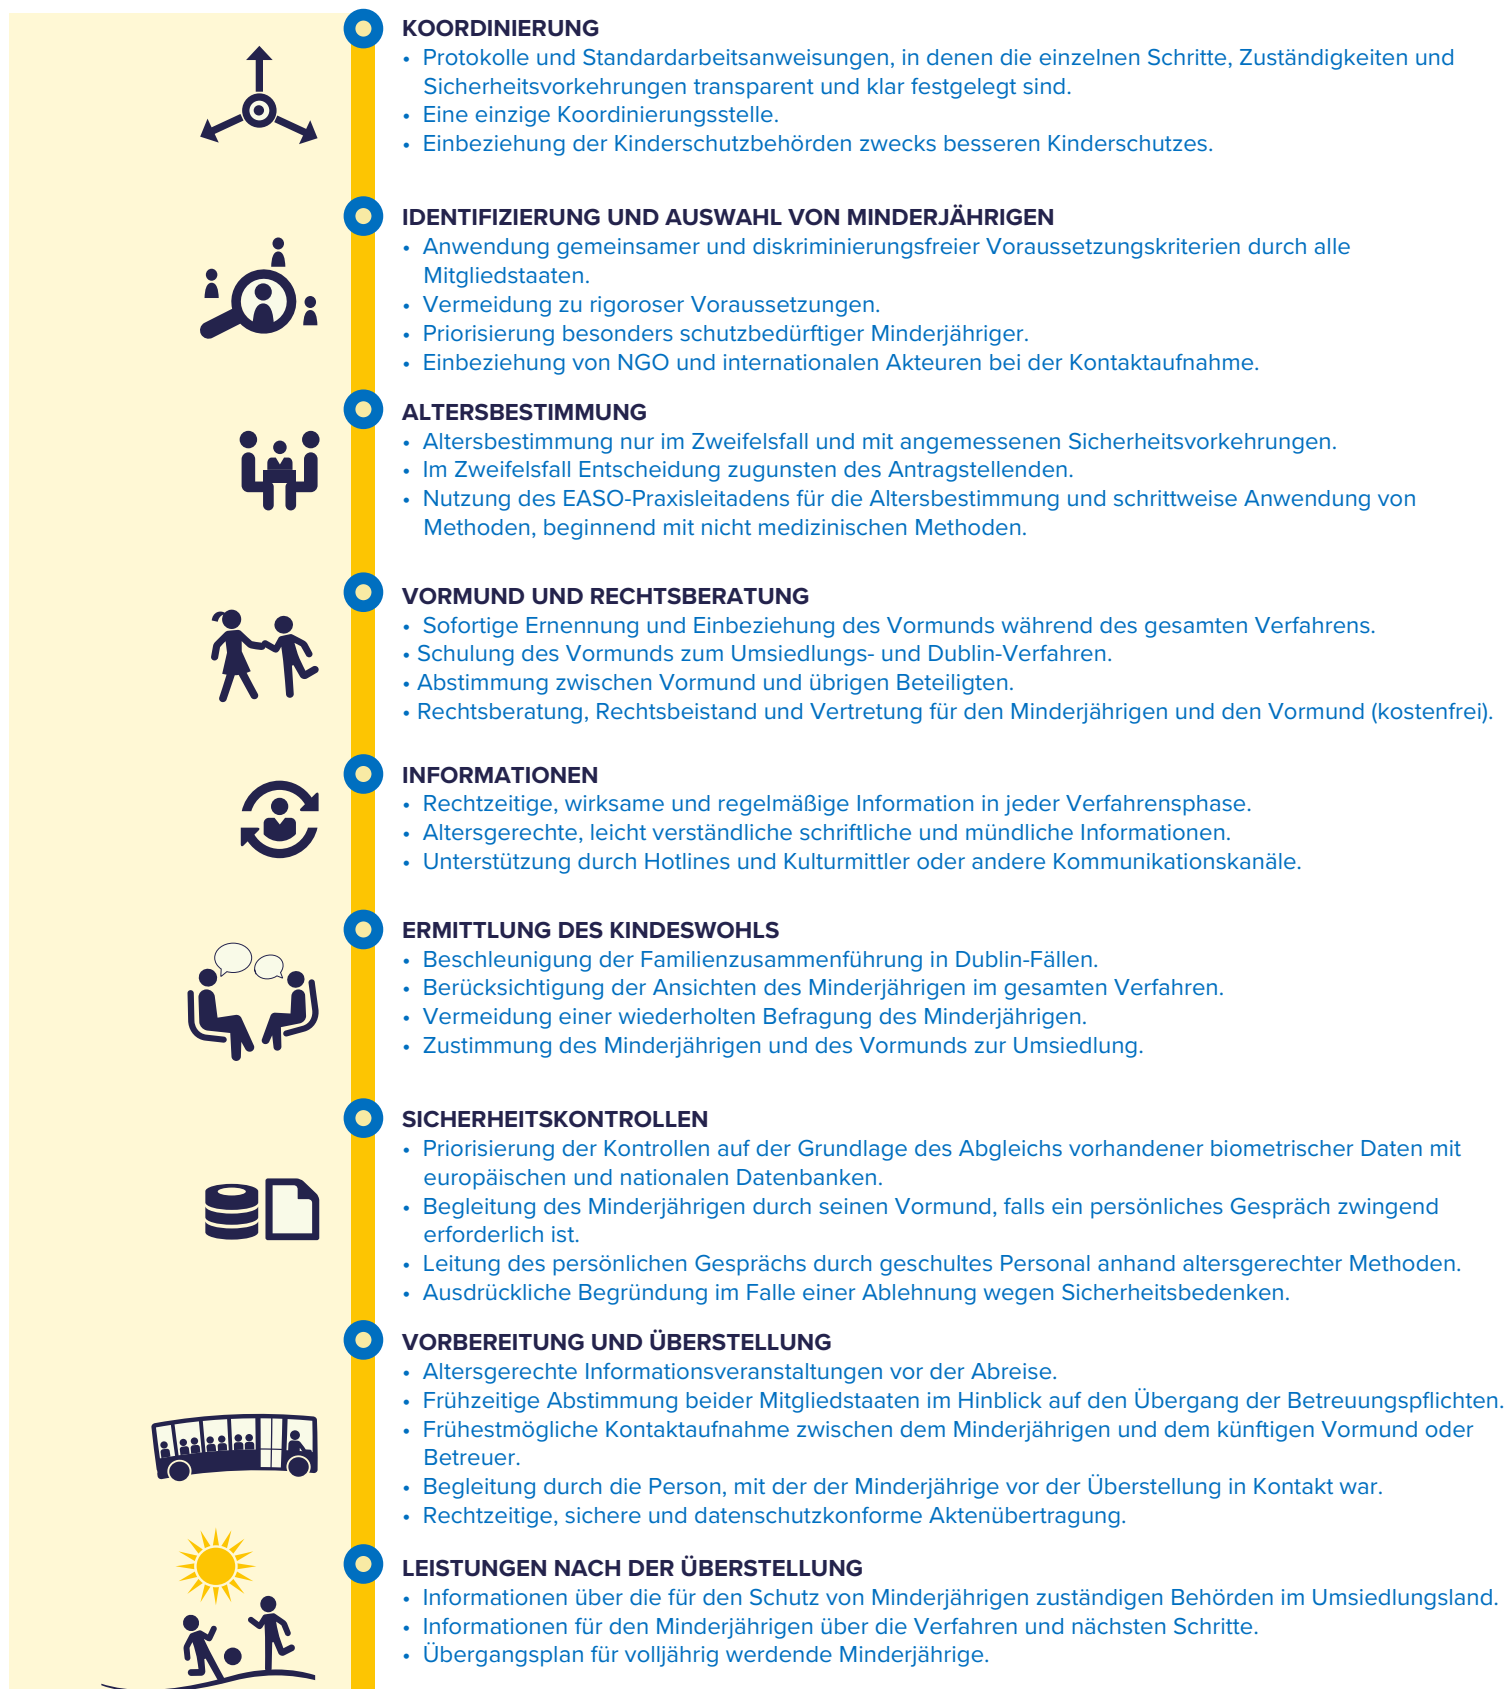 KOORDINIERUNG
• Protokolle und Standardarbeitsanweisungen, in denen die einzelnen Schritte, Zuständigkeiten und
Sicherheitsvorkehrungen transparent und klar festgelegt sind.
• Eine einzige Koordinierungsstelle.
• Einbeziehung der Kinderschutzbehörden zwecks besseren Kinderschutzes.
IDENTIFIZIERUNG UND AUSWAHL VON MINDERJÄHRIGEN
• Anwendung gemeinsamer und diskriminierungsfreier Voraussetzungskriterien durch alle
Mitgliedstaaten.
• Vermeidung zu rigoroser Voraussetzungen.
• Priorisierung besonders schutzbedürftiger Minderjähriger.
• Einbeziehung von NGO und internationalen Akteuren bei der Kontaktaufnahme.
ALTERSBESTIMMUNG
• Altersbestimmung nur im Zweifelsfall und mit angemessenen Sicherheitsvorkehrungen.
• Im Zweifelsfall Entscheidung zugunsten des Antragstellenden.
• Nutzung des EASO-Praxisleitadens für die Altersbestimmung und schrittweise Anwendung von
Methoden, beginnend mit nicht medizinischen Methoden.
VORMUND UND RECHTSBERATUNG
• Sofortige Ernennung und Einbeziehung des Vormunds während des gesamten Verfahrens.
• Schulung des Vormunds zum Umsiedlungs- und Dublin-Verfahren.
• Abstimmung zwischen Vormund und übrigen Beteiligten.
• Rechtsberatung, Rechtsbeistand und Vertretung für den Minderjährigen und den Vormund (kostenfrei).
INFORMATIONEN
• Rechtzeitige, wirksame und regelmäßige Information in jeder Verfahrensphase.
• Altersgerechte, leicht verständliche schriftliche und mündliche Informationen.
• Unterstützung durch Hotlines und Kulturmittler oder andere Kommunikationskanäle.
ERMITTLUNG DES KINDESWOHLS
• Beschleunigung der Familienzusammenführung in Dublin-Fällen.
• Berücksichtigung der Ansichten des Minderjährigen im gesamten Verfahren.
• Vermeidung einer wiederholten Befragung des Minderjährigen.
• Zustimmung des Minderjährigen und des Vormunds zur Umsiedlung.
SICHERHEITSKONTROLLEN
• Priorisierung der Kontrollen auf der Grundlage des Abgleichs vorhandener biometrischer Daten mit
europäischen und nationalen Datenbanken.
• Begleitung des Minderjährigen durch seinen Vormund, falls ein persönliches Gespräch zwingend
erforderlich ist.
• Leitung des persönlichen Gesprächs durch geschultes Personal anhand altersgerechter Methoden.
• Ausdrückliche Begründung im Falle einer Ablehnung wegen Sicherheitsbedenken.
VORBEREITUNG UND ÜBERSTELLUNG
• Altersgerechte Informationsveranstaltungen vor der Abreise.
• Frühzeitige Abstimmung beider Mitgliedstaaten im Hinblick auf den Übergang der Betreuungspflichten.
• Frühestmögliche Kontaktaufnahme zwischen dem Minderjährigen und dem künftigen Vormund oder
Betreuer.
• Begleitung durch die Person, mit der der Minderjährige vor der Überstellung in Kontakt war.
• Rechtzeitige, sichere und datenschutzkonforme Aktenübertragung.
LEISTUNGEN NACH DER ÜBERSTELLUNG
• Informationen über die für den Schutz von Minderjährigen zuständigen Behörden im Umsiedlungsland.
• Informationen für den Minderjährigen über die Verfahren und nächsten Schritte.
• Übergangsplan für volljährig werdende Minderjährige.